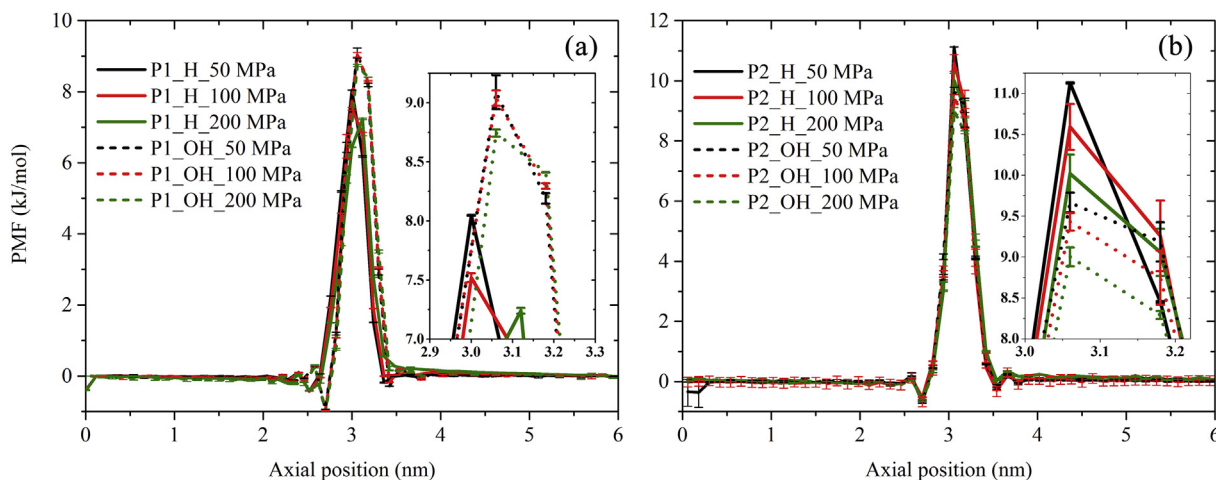 10
8
6
4
2
0
PMF (kJ/mol)
(a)
P1_H_50 MPa
P1_H_100 MPa
P1_H_200 MPa
P1_OH_50 MPa
P1_OH_100 MPa
P1_OH_200 MPa
9.0
8.5
8.0
7.5
7.0
2.9 3.0 3.1 3.2 3.3
0 1 2 3 4 5 6
Axial position (nm)
12
10
8
6
4
2
0
(b)
P2_H_50 MPa
P2_H_100 MPa
P2_H_200 MPa
P2_OH_50 MPa
P2_OH_100 MPa
P2_OH_200 MPa
11.0
10.5
10.0
9.5
9.0
8.5
8.0
3.0 3.1 3.2
0 1 2 3 4 5 6
Axial position (nm)